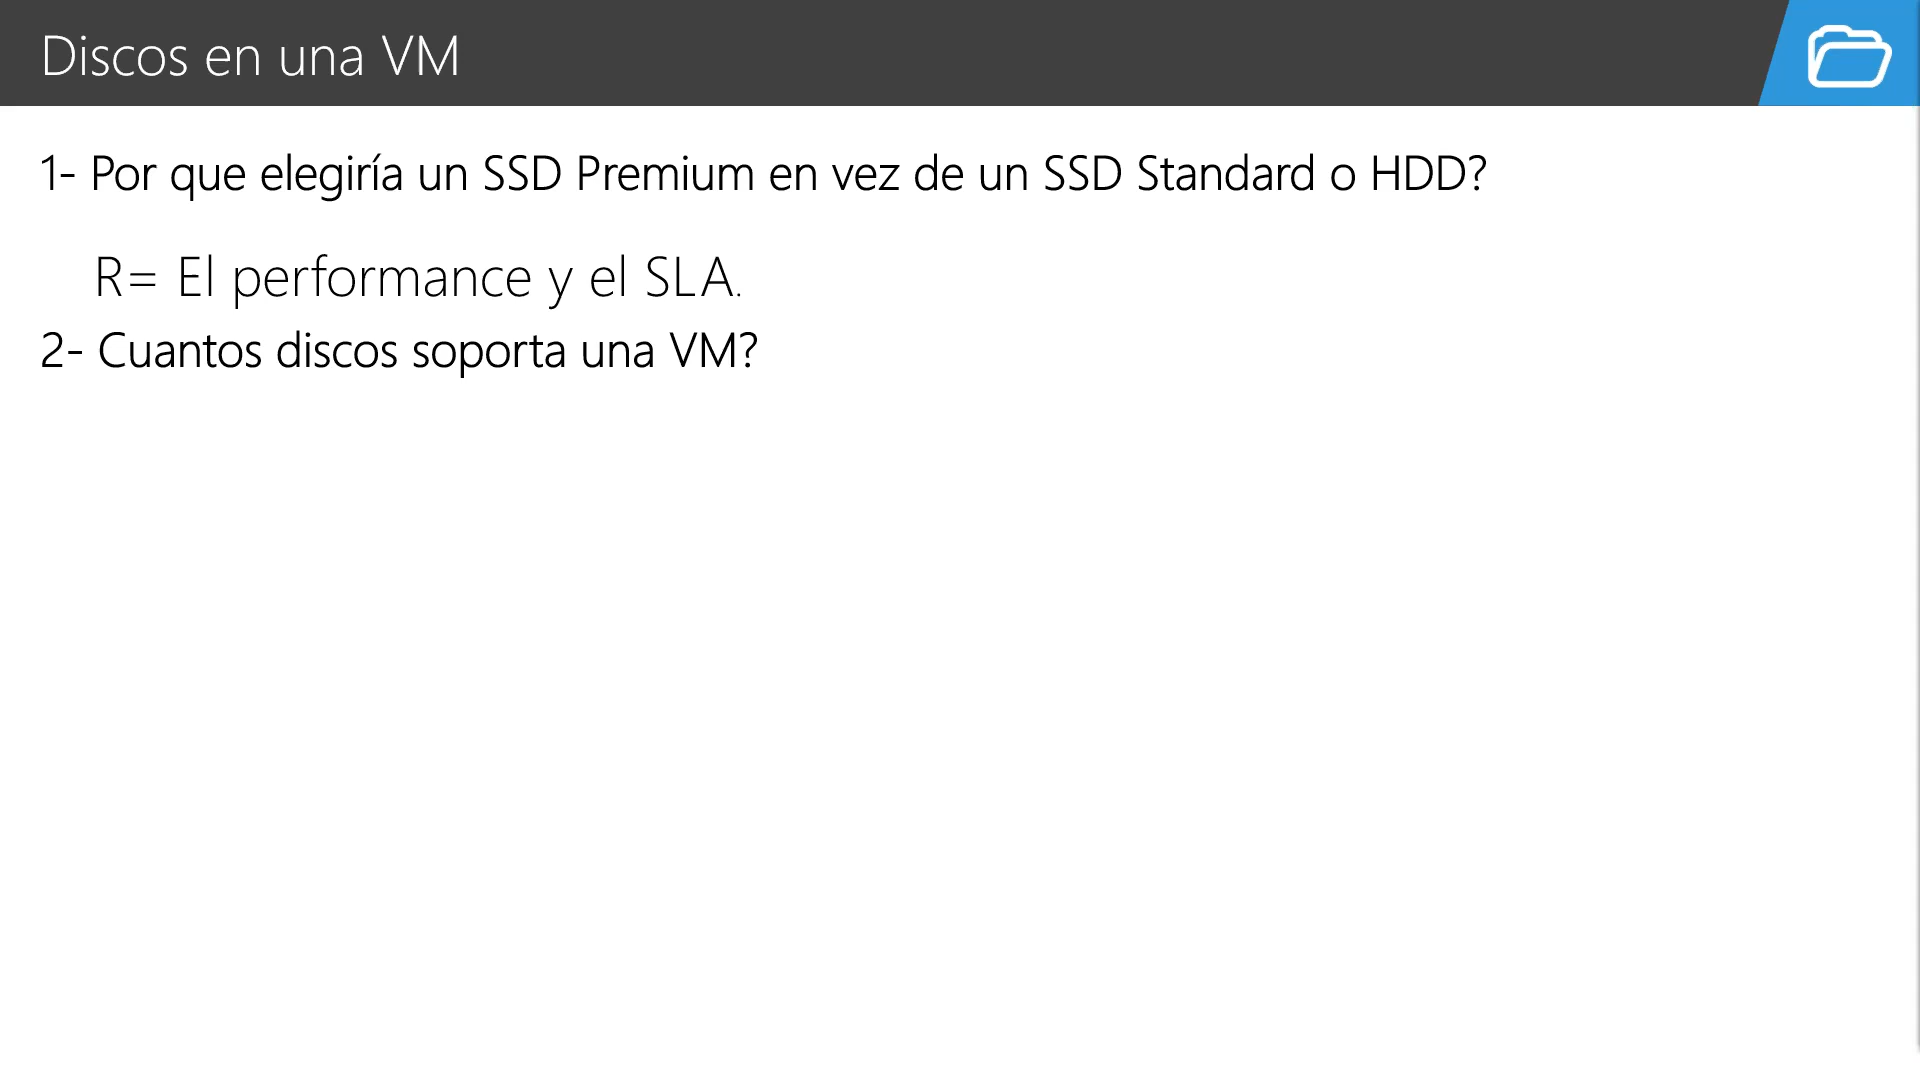 Discos en una VM
1- Por que elegiría un SSD Premium en vez de un SSD Standard o HDD?
R= El performance y el SLA.
2- Cuantos discos soporta una VM?